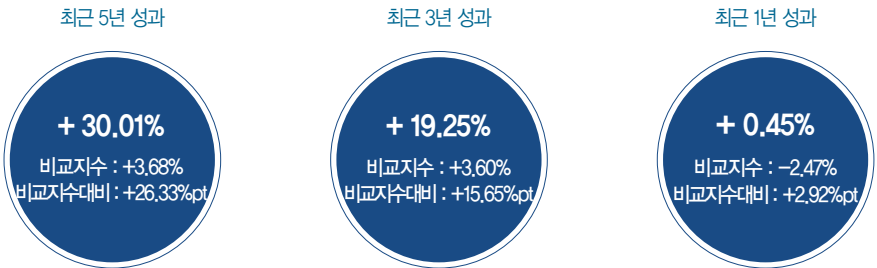 최근 5년 성과
+ 30.01%
비교지수 : +3.68%
비교지수대비 : +26.33%pt
최근 3년 성과
+ 19.25%
비교지수 : +3.60%
비교지수대비 : +15.65%pt
최근 1년 성과
+ 0.45%
비교지수 : -2.47%
비교지수대비 : +2.92%pt